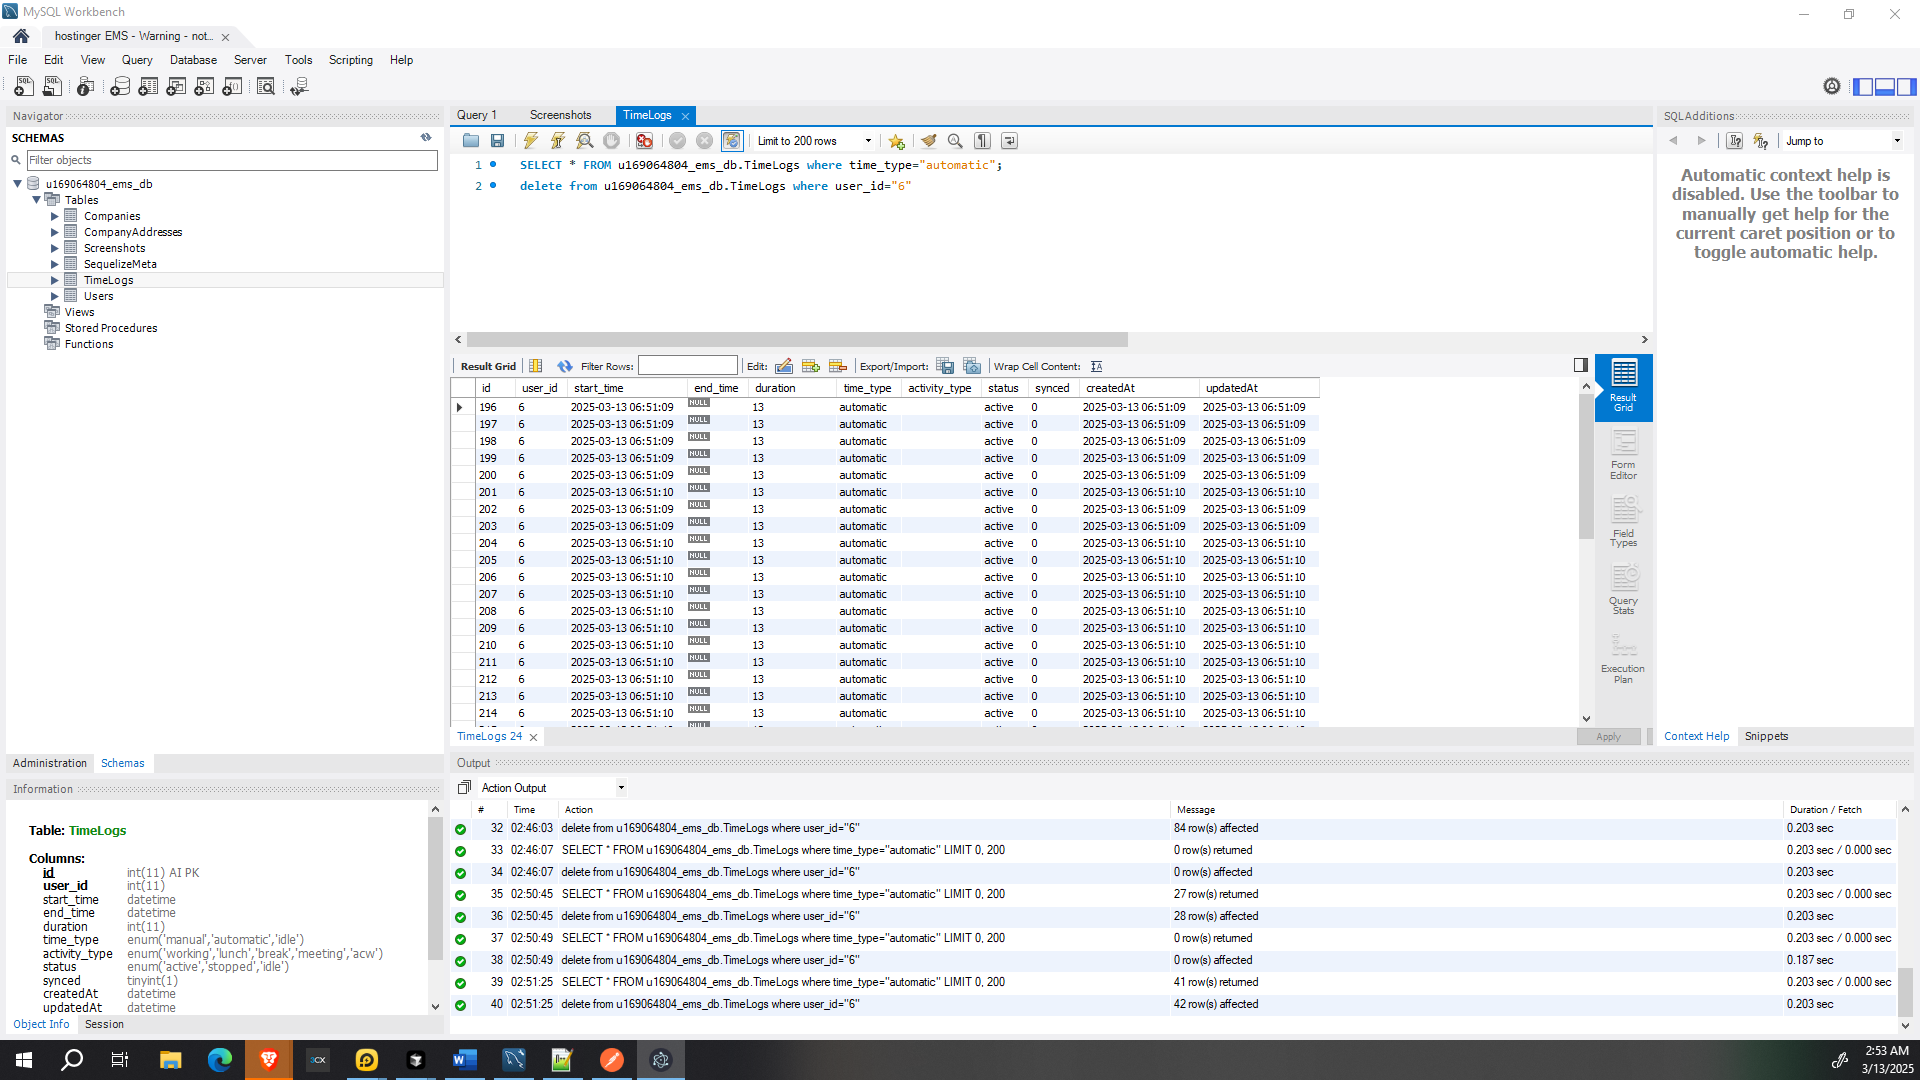 MySQL Workbench
hostinger EMS - Warning - not...
File Edit View Query Database Server Tools Scripting Help
Navigator
SCHEMAS
Filter objects
u169064804_ems_db
Tables
Companies
CompanyAddresses
Screenshots
SequelizeMeta
TimeLogs
Users
Views
Stored Procedures
Functions
Administration Schemas
Information
Table: TimeLogs
Columns:
id int(11) AI PK
user_id int(11)
start_time datetime
end_time datetime
duration int(11)
time_type enum('manual','automatic','idle')
activity_type enum('working','lunch','break','meeting','acw')
status enum('active','stopped','idle')
synced tinyint(1)
createdAt datetime
updatedAt datetime
Object Info Session
Query 1 Screenshots TimeLogs
Limit to 200 rows
1 SELECT * FROM u169064804_ems_db.TimeLogs where time_type="automatic";
2 delete from u169064804_ems_db.TimeLogs where user_id="6"
Result Grid Filter Rows: Edit: Export/Import: Wrap Cell Content:
id user_id start_time end_time duration time_type activity_type status synced createdAt updatedAt
196 6 2025-03-13 06:51:09 NULL 13 automatic active 0 2025-03-13 06:51:09 2025-03-13 06:51:09
197 6 2025-03-13 06:51:09 NULL 13 automatic active 0 2025-03-13 06:51:09 2025-03-13 06:51:09
198 6 2025-03-13 06:51:09 NULL 13 automatic active 0 2025-03-13 06:51:09 2025-03-13 06:51:09
199 6 2025-03-13 06:51:09 NULL 13 automatic active 0 2025-03-13 06:51:09 2025-03-13 06:51:09
200 6 2025-03-13 06:51:09 NULL 13 automatic active 0 2025-03-13 06:51:09 2025-03-13 06:51:09
201 6 2025-03-13 06:51:10 NULL 13 automatic active 0 2025-03-13 06:51:10 2025-03-13 06:51:10
202 6 2025-03-13 06:51:09 NULL 13 automatic active 0 2025-03-13 06:51:09 2025-03-13 06:51:09
203 6 2025-03-13 06:51:09 NULL 13 automatic active 0 2025-03-13 06:51:09 2025-03-13 06:51:09
204 6 2025-03-13 06:51:10 NULL 13 automatic active 0 2025-03-13 06:51:10 2025-03-13 06:51:10
205 6 2025-03-13 06:51:10 NULL 13 automatic active 0 2025-03-13 06:51:10 2025-03-13 06:51:10
206 6 2025-03-13 06:51:10 NULL 13 automatic active 0 2025-03-13 06:51:10 2025-03-13 06:51:10
207 6 2025-03-13 06:51:10 NULL 13 automatic active 0 2025-03-13 06:51:10 2025-03-13 06:51:10
208 6 2025-03-13 06:51:10 NULL 13 automatic active 0 2025-03-13 06:51:10 2025-03-13 06:51:10
209 6 2025-03-13 06:51:10 NULL 13 automatic active 0 2025-03-13 06:51:10 2025-03-13 06:51:10
210 6 2025-03-13 06:51:10 NULL 13 automatic active 0 2025-03-13 06:51:10 2025-03-13 06:51:10
211 6 2025-03-13 06:51:10 NULL 13 automatic active 0 2025-03-13 06:51:10 2025-03-13 06:51:10
212 6 2025-03-13 06:51:10 NULL 13 automatic active 0 2025-03-13 06:51:10 2025-03-13 06:51:10
213 6 2025-03-13 06:51:10 NULL 13 automatic active 0 2025-03-13 06:51:10 2025-03-13 06:51:10
214 6 2025-03-13 06:51:10 NULL 13 automatic active 0 2025-03-13 06:51:10 2025-03-13 06:51:10
Result Grid
Form Editor
Field Types
Query Stats
Execution Plan
TimeLogs 24
Apply
Output
Action Output
# Time Action Message Duration / Fetch
32 02:46:03 delete from u169064804_ems_db.TimeLogs where user_id="6" 84 row(s) affected 0.203 sec
33 02:46:07 SELECT * FROM u169064804_ems_db.TimeLogs where time_type="automatic" LIMIT 0, 200 0 row(s) returned 0.203 sec / 0.000 sec
34 02:46:07 delete from u169064804_ems_db.TimeLogs where user_id="6" 0 row(s) affected 0.203 sec
35 02:50:45 SELECT * FROM u169064804_ems_db.TimeLogs where time_type="automatic" LIMIT 0, 200 27 row(s) returned 0.203 sec / 0.000 sec
36 02:50:45 delete from u169064804_ems_db.TimeLogs where user_id="6" 28 row(s) affected 0.203 sec
37 02:50:49 SELECT * FROM u169064804_ems_db.TimeLogs where time_type="automatic" LIMIT 0, 200 0 row(s) returned 0.203 sec / 0.000 sec
38 02:50:49 delete from u169064804_ems_db.TimeLogs where user_id="6" 0 row(s) affected 0.187 sec
39 02:51:25 SELECT * FROM u169064804_ems_db.TimeLogs where time_type="automatic" LIMIT 0, 200 41 row(s) returned 0.203 sec / 0.000 sec
40 02:51:25 delete from u169064804_ems_db.TimeLogs where user_id="6" 42 row(s) affected 0.203 sec
SQLAdditions
Jump to
Automatic context help is
disabled. Use the toolbar to
manually get help for the
current caret position or to
toggle automatic help.
Context Help Snippets
2:53 AM
3/13/2025